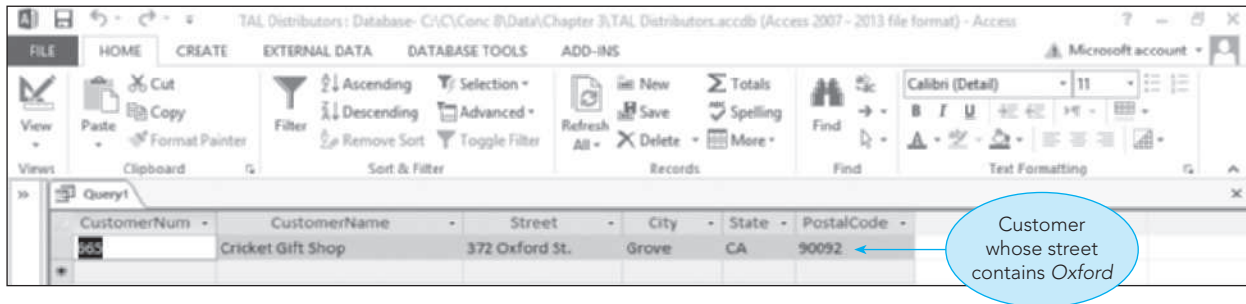 TAL Distributors : Database- C:\C\Conc 8\Data\Chapter 3\TAL Distributors.accdb (Access 2007 - 2013 file format) - Access ?
FILE HOME CREATE EXTERNAL DATA DATABASE TOOLS ADD-INS Microsoft account
View
Paste
Cut
Copy
Format Painter
Filter
Ascending
Descending
Remove Sort
Selection
Advanced
Toggle Filter
Refresh
All
New
Save
Delete
Totals
Spelling
More
Find
Calibri (Detail) 11
B I U
A
Views Clipboard Sort & Filter Records Find Text Formatting
Query1
CustomerNum CustomerName Street City State PostalCode
665 Cricket Gift Shop 372 Oxford St. Grove CA 90092
Customer
whose street
contains Oxford